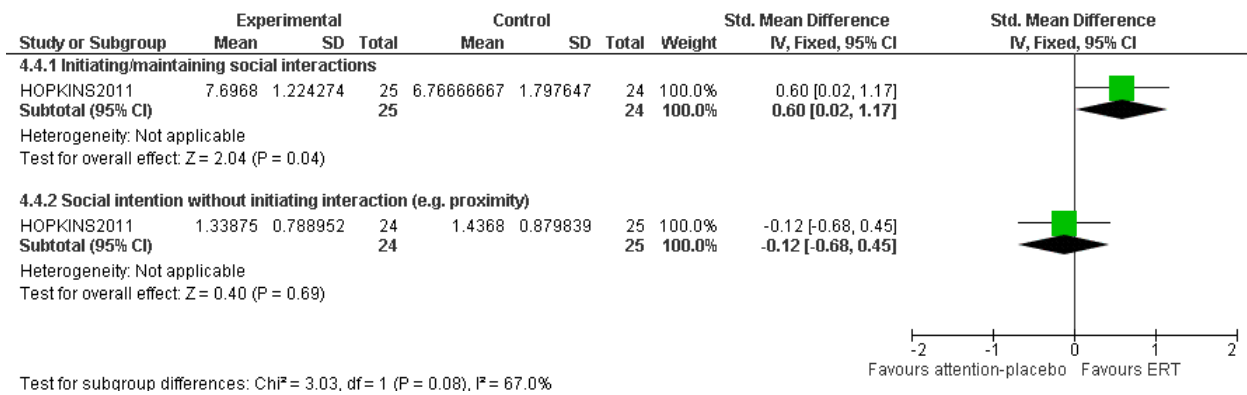 Experimental Control Std. Mean Difference Std. Mean Difference
Study or Subgroup Mean SD Total Mean SD Total Weight IV, Fixed, 95% CI IV, Fixed, 95% CI
4.4.1 Initiating/maintaining social interactions
HOPKINS2011 7.6968 1.224274 25 6.76666667 1.797647 24 100.0% 0.60 [0.02, 1.17]
Subtotal (95% CI) 25 24 100.0% 0.60 [0.02, 1.17]
Heterogeneity: Not applicable
Test for overall effect: Z = 2.04 (P = 0.04)
4.4.2 Social intention without initiating interaction (e.g. proximity)
HOPKINS2011 1.33875 0.788952 24 1.4368 0.879839 25 100.0% -0.12 [-0.68, 0.45]
Subtotal (95% CI) 24 25 100.0% -0.12 [-0.68, 0.45]
Heterogeneity: Not applicable
Test for overall effect: Z = 0.40 (P = 0.69)
-2 -1 0 1 2
Favours attention-placebo Favours ERT
Test for subgroup differences: Chi² = 3.03, df = 1 (P = 0.08), I² = 67.0%